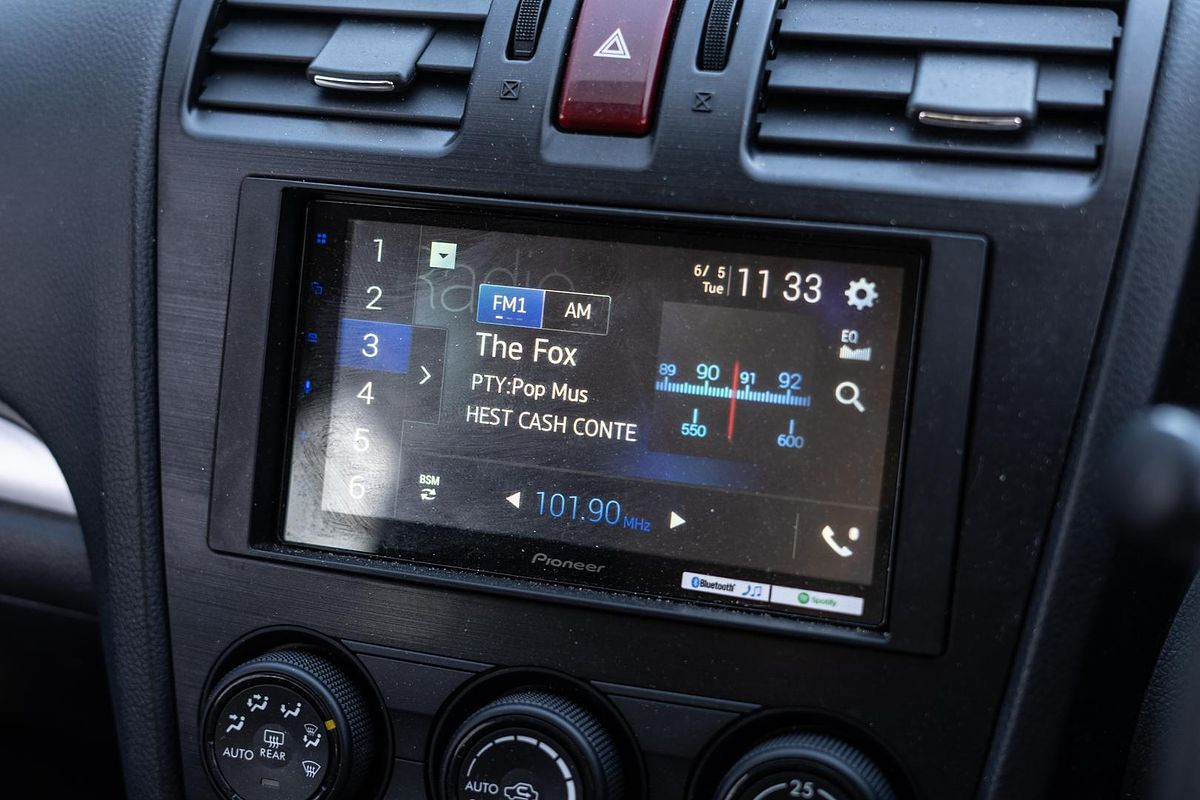 Radio
6/ 5
Tue
11 33
1
2
3
4
5
6
FM1
AM
EQ
The Fox
PTY:Pop Mus
HEST CASH CONTE
89 90 91 92
550 600
BSM
101.90 MHz
Pioneer
Bluetooth
Spotify
AUTO
REAR
AUTO
25